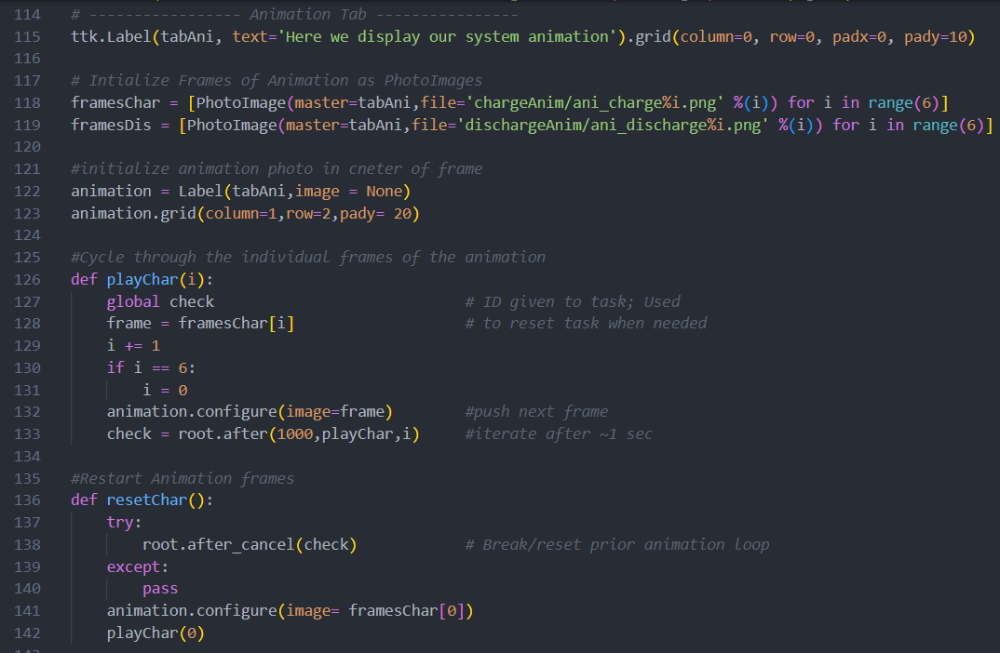 114 # ----------------- Animation Tab ----------------
115 ttk.Label(tabAni, text='Here we display our system animation').grid(column=0, row=0, padx=0, pady=10)
116
117 # Intialize Frames of Animation as PhotoImages
118 framesChar = [PhotoImage(master=tabAni,file='chargeAnim/ani_charge%i.png' %(i)) for i in range(6)]
119 framesDis = [PhotoImage(master=tabAni,file='dischargeAnim/ani_discharge%i.png' %(i)) for i in range(6)]
120
121 #initialize animation photo in cneter of frame
122 animation = Label(tabAni,image = None)
123 animation.grid(column=1,row=2,pady= 20)
124
125 #Cycle through the individual frames of the animation
126 def playChar(i):
127     global check                            # ID given to task; Used
128     frame = framesChar[i]                   # to reset task when needed
129     i += 1
130     if i == 6:
131         i = 0
132     animation.configure(image=frame)        #push next frame
133     check = root.after(1000,playChar,i)     #iterate after ~1 sec
134
135 #Restart Animation frames
136 def resetChar():
137     try:
138         root.after_cancel(check)            # Break/reset prior animation loop
139     except:
140         pass
141     animation.configure(image= framesChar[0])
142     playChar(0)